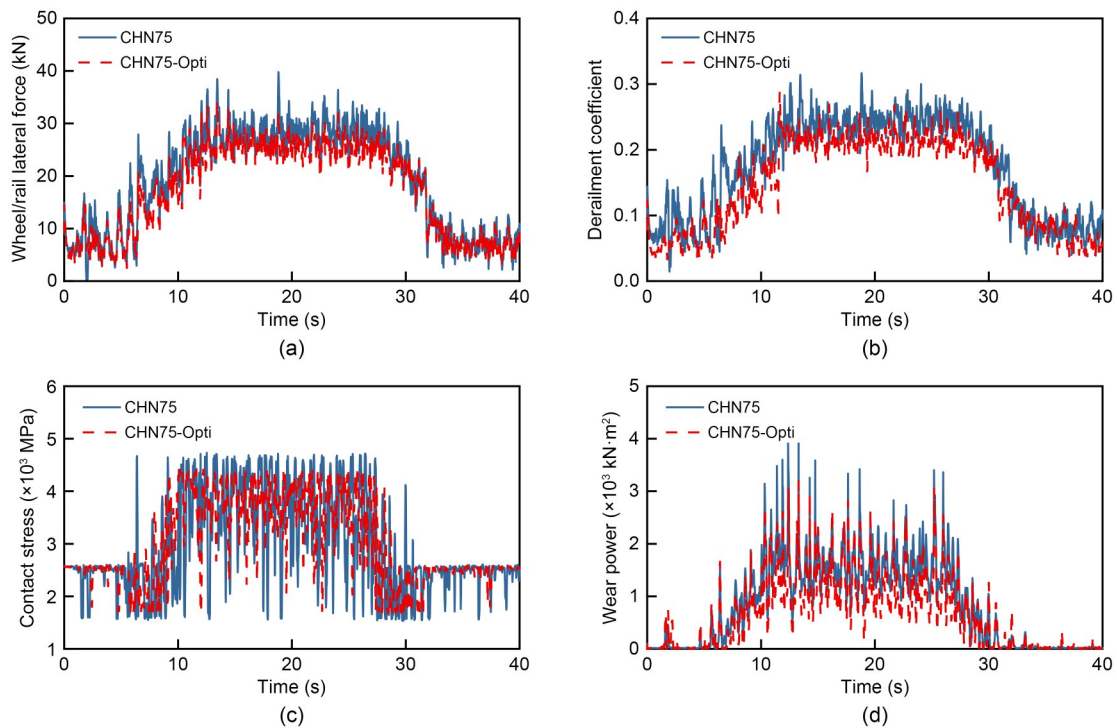 50
40
30
20
10
0
Wheel/rail lateral force (kN)
CHN75
CHN75-Opti
0 10 20 30 40
Time (s)
(a)
0.4
0.3
0.2
0.1
0.0
Derailment coefficient
CHN75
CHN75-Opti
0 10 20 30 40
Time (s)
(b)
6
5
4
3
2
1
Contact stress (×10³ MPa)
CHN75
CHN75-Opti
0 10 20 30 40
Time (s)
(c)
5
4
3
2
1
0
Wear power (×10³ kN·m²)
CHN75
CHN75-Opti
0 10 20 30 40
Time (s)
(d)